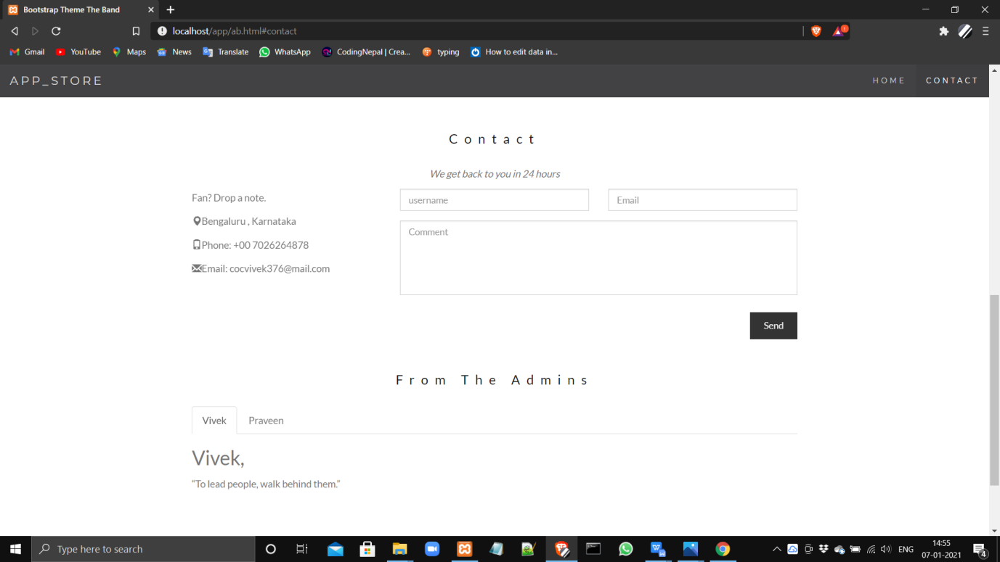 Bootstrap Theme The Band
localhost/app/ab.html#contact
1
Gmail YouTube Maps News Translate WhatsApp CodingNepal | Crea... typing How to edit data in...
APP_STORE HOME CONTACT
Contact
We get back to you in 24 hours
Fan? Drop a note.
username Email
Bengaluru , Karnataka
Comment
Phone: +00 7026264878
Email: cocvivek376@mail.com
Send
From The Admins
Vivek Praveen
Vivek,
“To lead people, walk behind them.”
Type here to search
ENG
14:55
07-01-2021
4